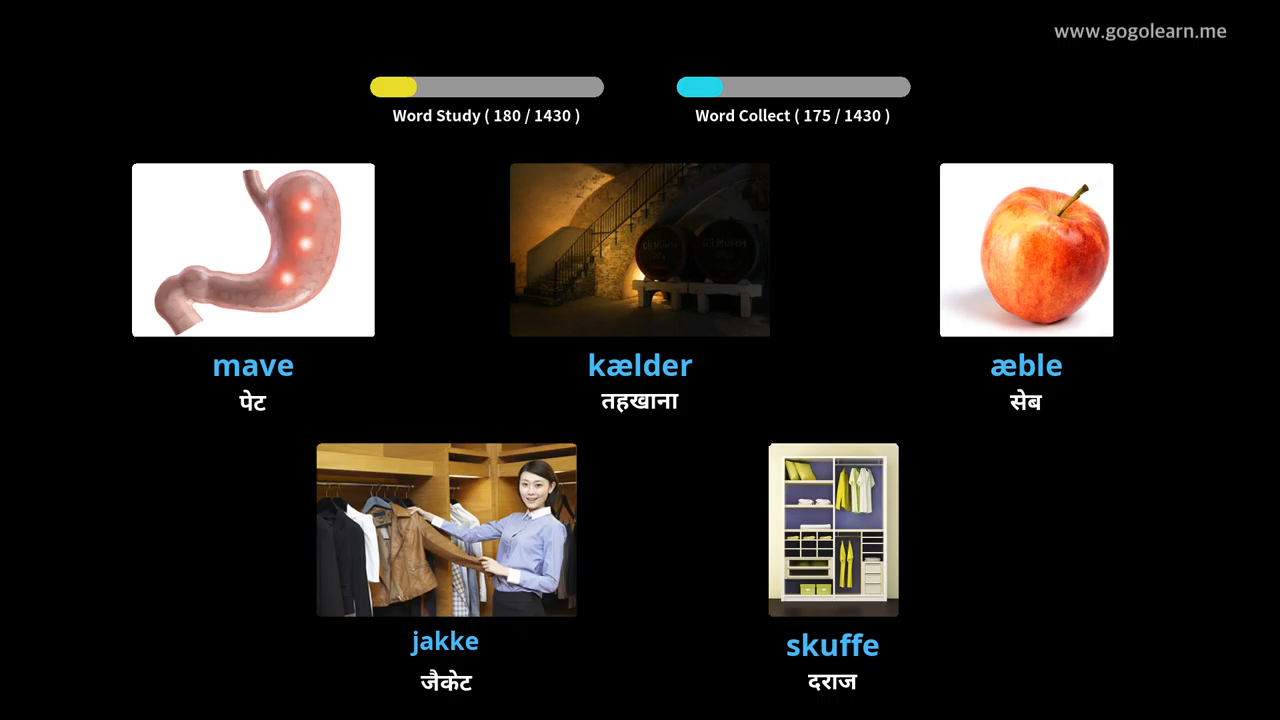 www.gogolearn.me
Word Study ( 180 / 1430 )
Word Collect ( 175 / 1430 )
mave
पेट
kælder
तहखाना
æble
सेब
jakke
जैकेट
skuffe
दराज